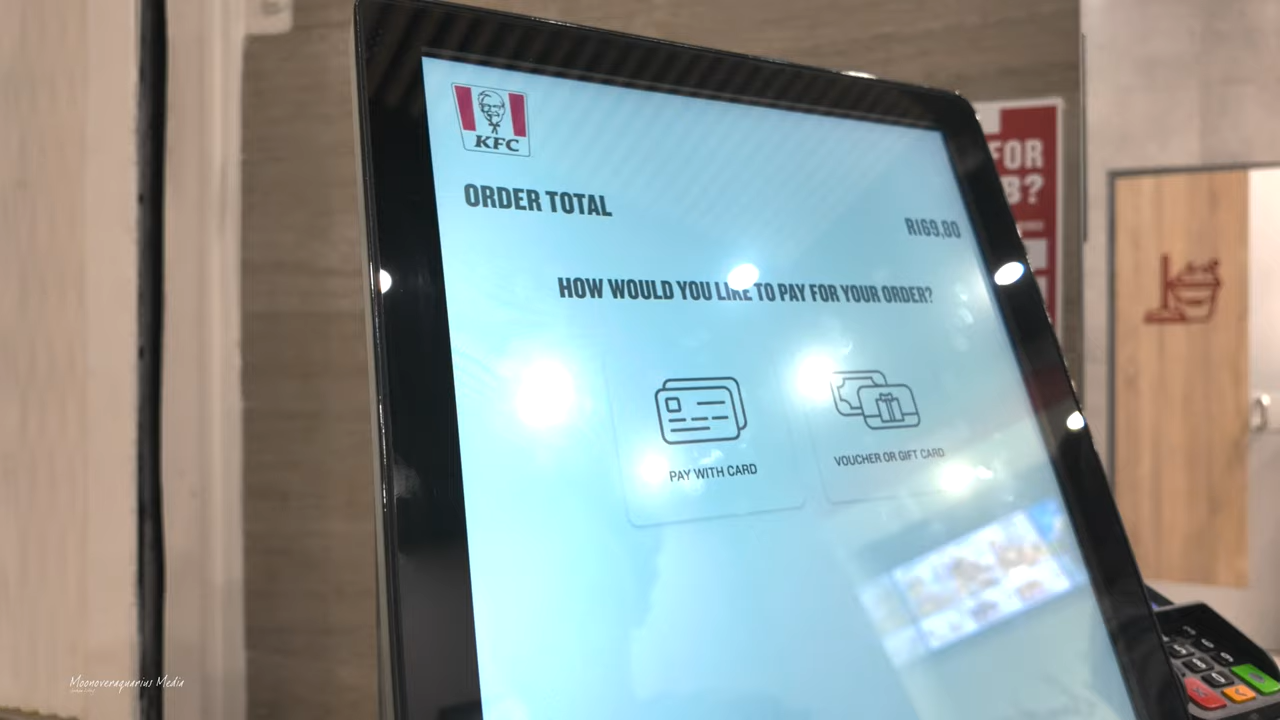 KFC
ORDER TOTAL
R169,80
HOW WOULD YOU LIKE TO PAY FOR YOUR ORDER?
PAY WITH CARD
VOUCHER OR GIFT CARD
FOR
B?
Moonoveraquarius Media